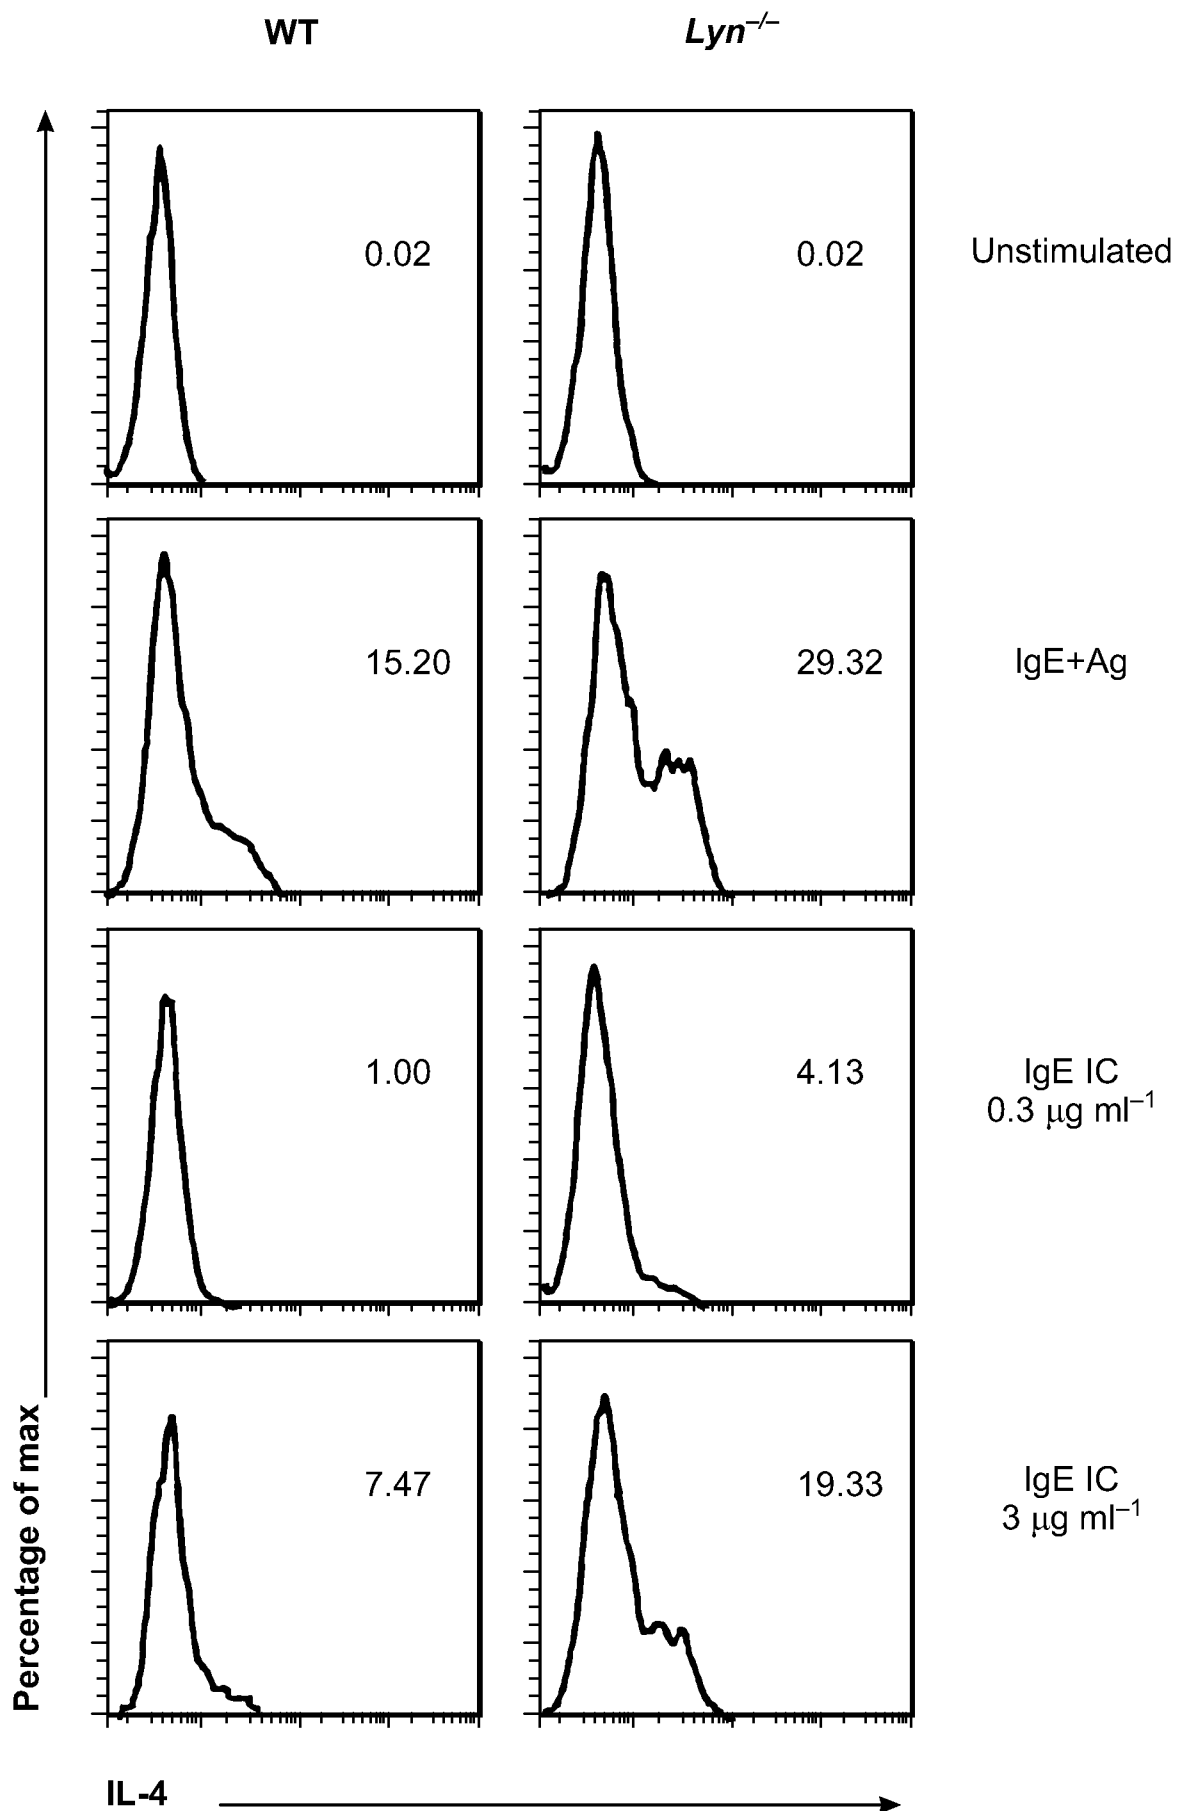 WT
Lyn–/–
0.02
0.02
Unstimulated
15.20
29.32
IgE+Ag
1.00
4.13
IgE IC
0.3 μg ml–1
7.47
19.33
IgE IC
3 μg ml–1
Percentage of max
IL-4